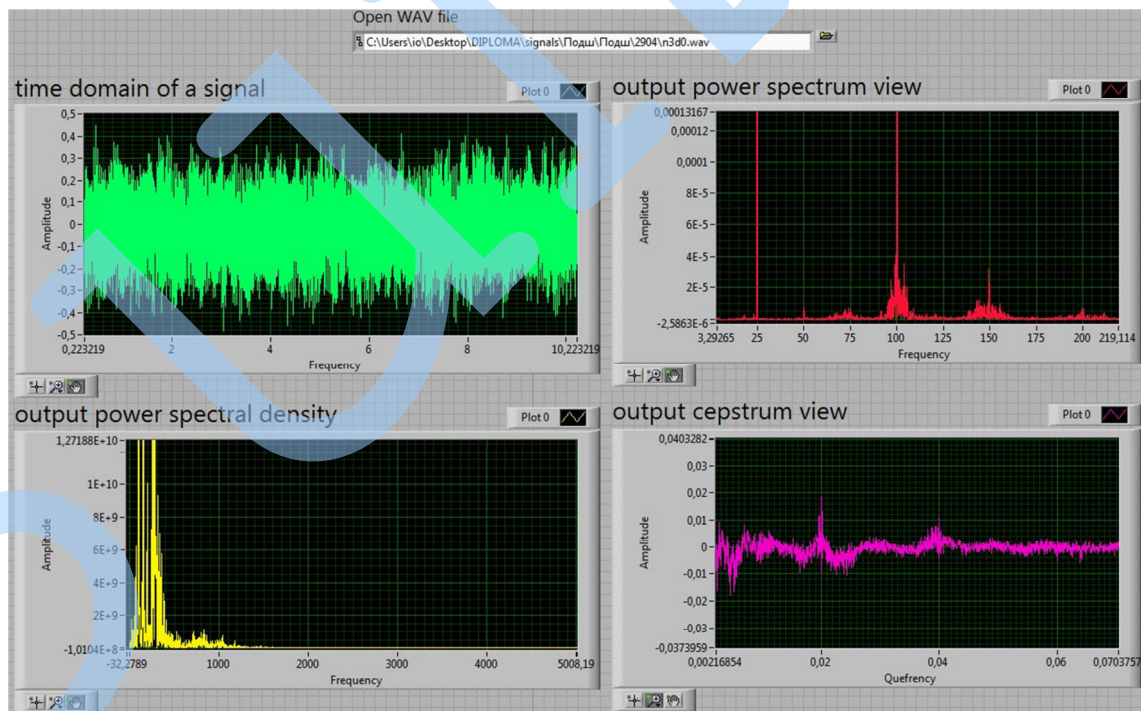 Open WAV file
C:\Users\io\Desktop\DIPLOMA\signals\Подш\Подш\2904\n3d0.wav
time domain of a signal
Plot 0
0,5
0,4
0,3
0,2
0,1
0
-0,1
-0,2
-0,3
-0,4
-0,5
Amplitude
0,223219 2 4 6 8 10,223219
Frequency
output power spectrum view
Plot 0
0,00013167
0,00012
0,0001
8E-5
6E-5
4E-5
2E-5
-2,5863E-6
Amplitude
3,29265 25 50 75 100 125 150 175 200 219,114
Frequency
output power spectral density
Plot 0
1,27188E+10
1E+10
8E+9
6E+9
4E+9
2E+9
-1,0104E+8
Amplitude
-32,2789 1000 2000 3000 4000 5008,19
Frequency
output cepstrum view
Plot 0
0,0403282
0,03
0,02
0,01
0
-0,01
-0,02
-0,03
-0,0373959
Amplitude
0,00216854 0,02 0,04 0,06 0,0703757
Quefrency